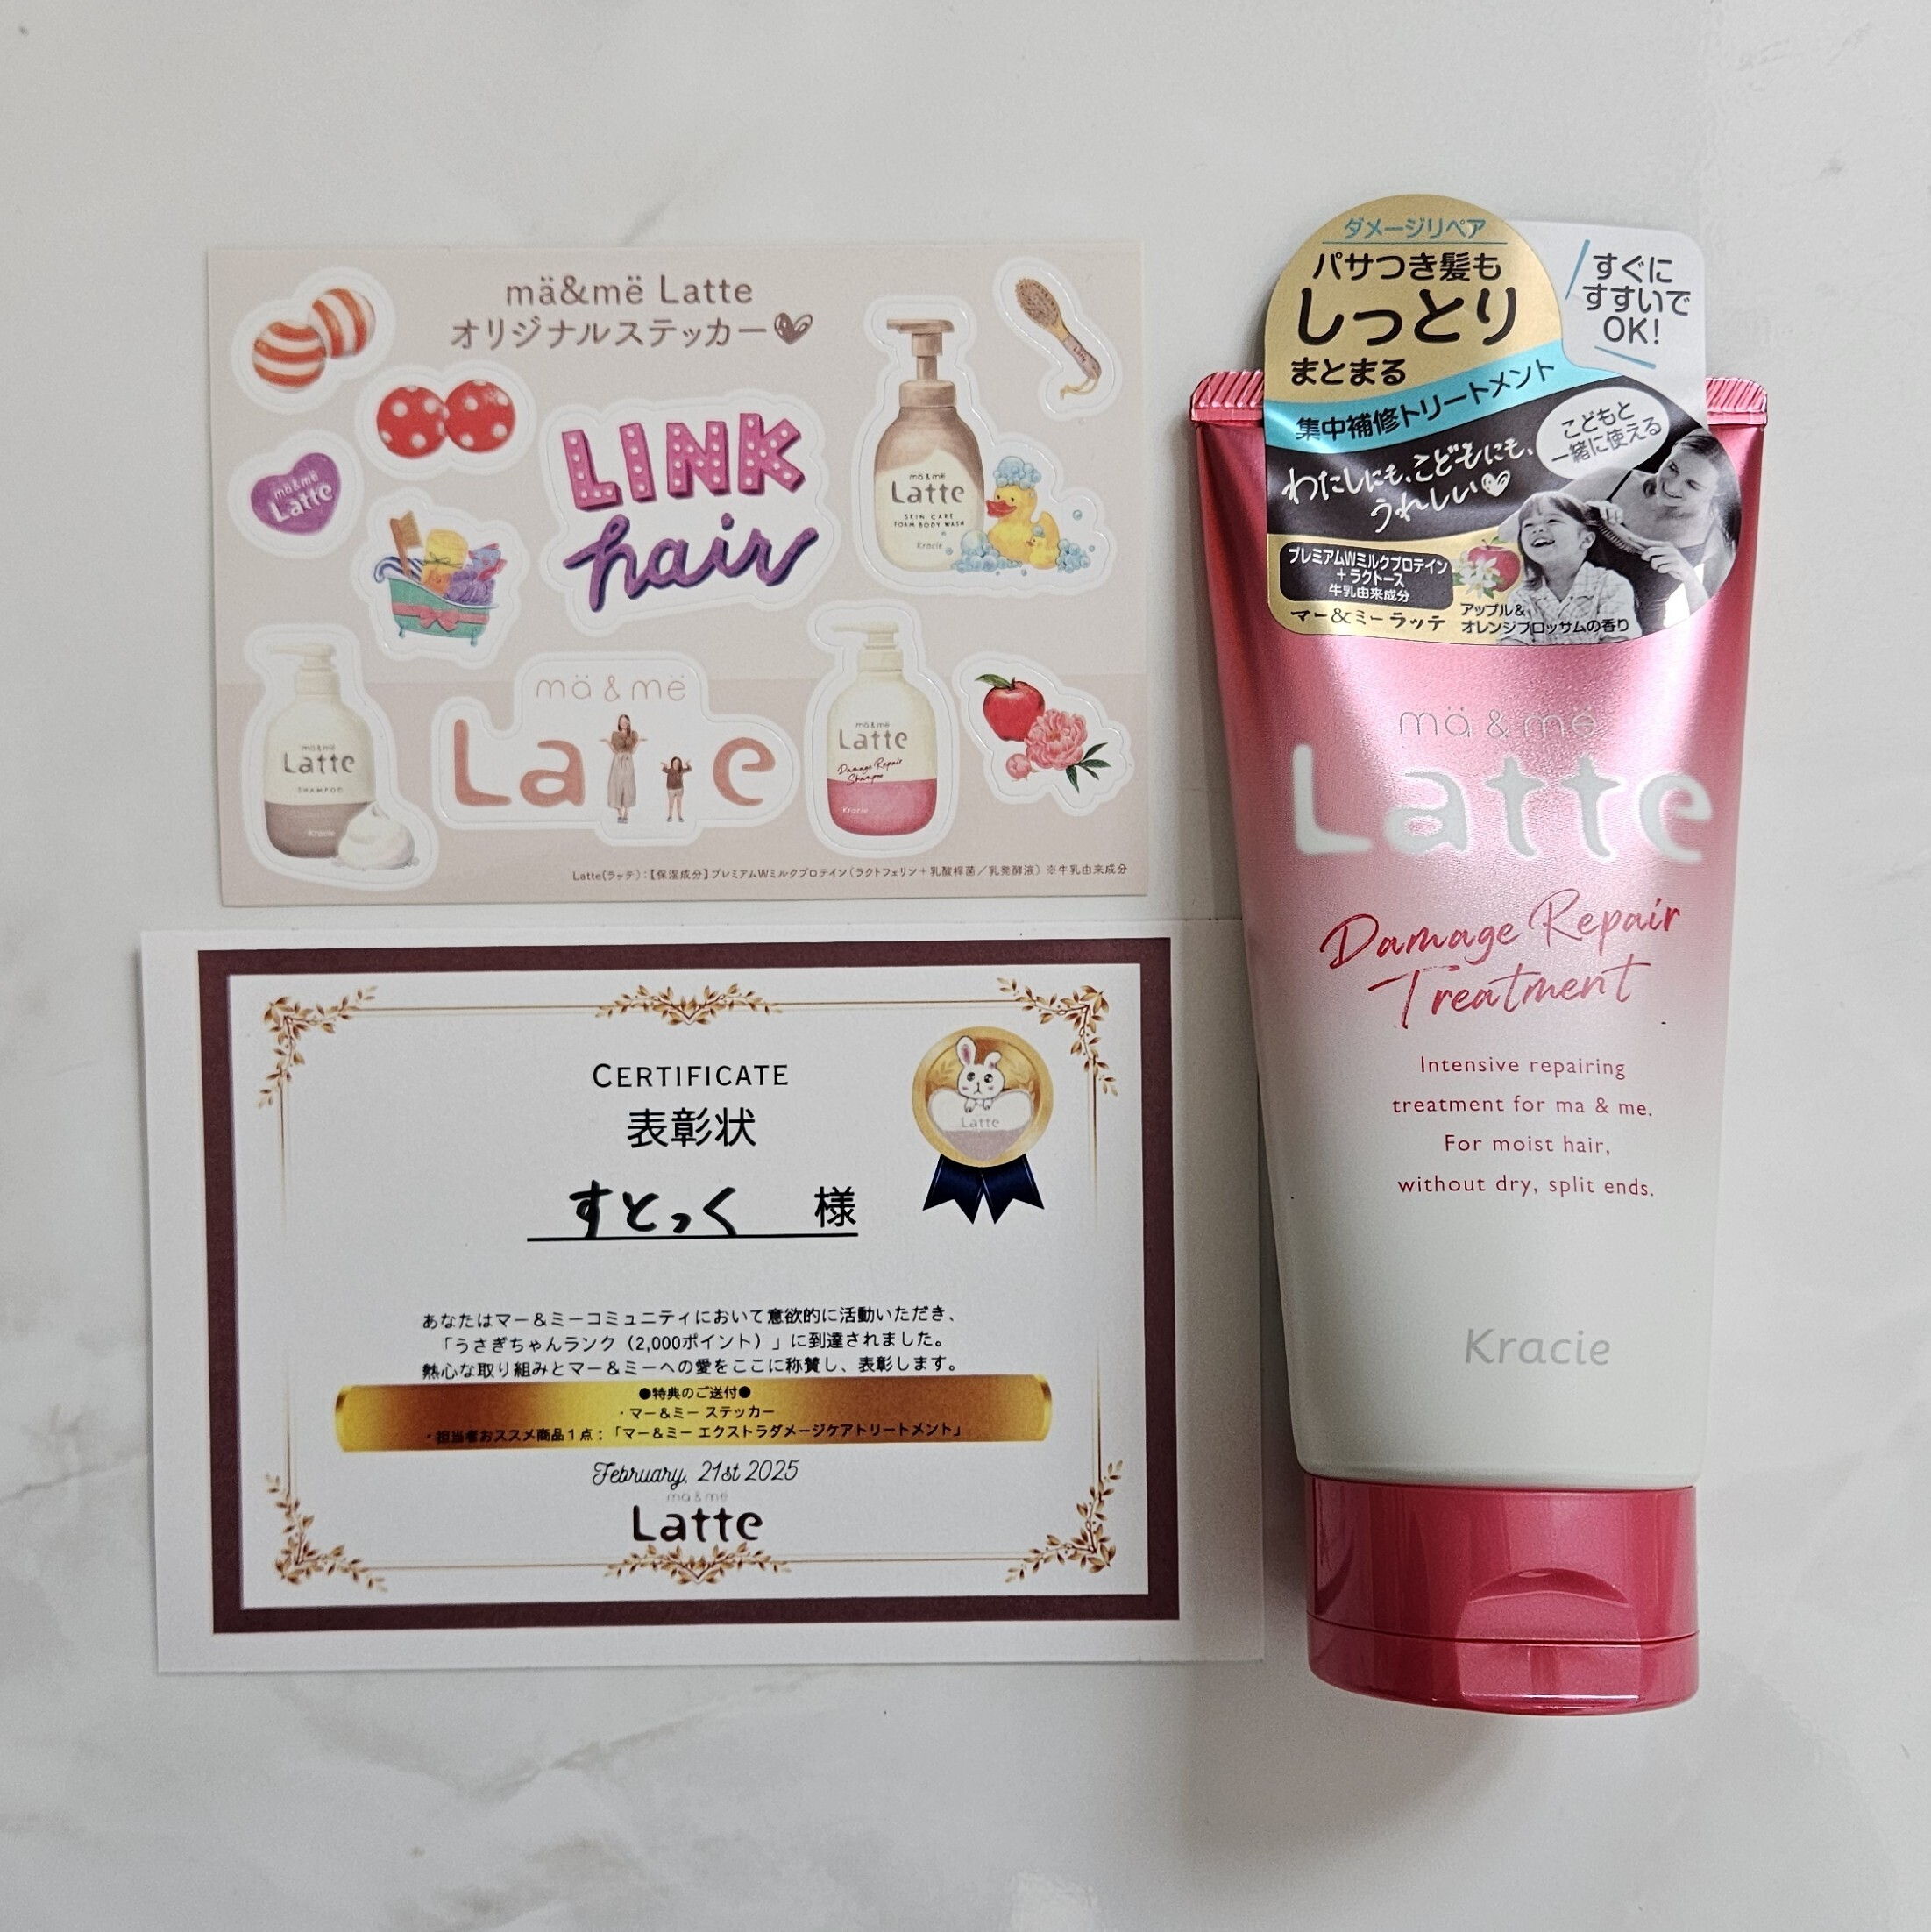 mä&më Latte
オリジナルステッカー
mä&më
Latte
LINK
hair
mä&më
Latte
SKIN CARE
FOAM BODY WASH
Kracie
mä&më
Latte
SHAMPOO
Kracie
mä & më
Latte
mä&më
Latte
Damage Repair
Shampoo
Kracie
Latte(ラッテ):【保湿成分】プレミアムWミルクプロテイン(ラクトフェリン+乳酸桿菌/乳発酵液) ※牛乳由来成分
CERTIFICATE
表彰状
Latte
すとっく 様
あなたはマー&ミーコミュニティにおいて意欲的に活動いただき、
「うさぎちゃんランク(2,000ポイント)」に到達されました。
熱心な取り組みとマー&ミーへの愛をここに称賛し、表彰します。
●特典のご送付●
・マー&ミー ステッカー
・担当者おススメ商品1点:「マー&ミー エクストラダメージケアトリートメント」
February, 21st 2025
mä & më
Latte
ダメージリペア
パサつき髪も
しっとり
まとまる
すぐに
すすいで
OK!
集中補修トリートメント
わたしにも、こどもにも、
うれしい
こどもと
一緒に使える
プレミアムWミルクプロテイン
+ラクトース
牛乳由来成分
マー&ミー ラッテ
アップル&
オレンジブロッサムの香り
mä & më
Latte
Damage Repair
Treatment
Intensive repairing
treatment for ma & me.
For moist hair,
without dry, split ends.
Kracie